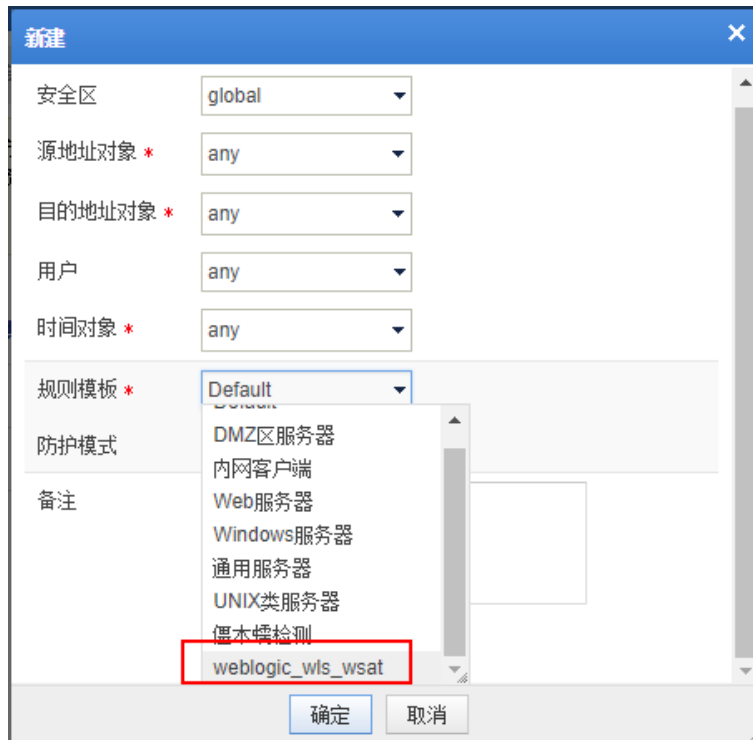 新建
安全区 global
源地址对象 * any
目的地址对象 * any
用户 any
时间对象 * any
规则模板 * Default
Default
DMZ区服务器
防护模式
内网客户端
备注 Web服务器
Windows服务器
通用服务器
UNIX类服务器
僵木蠕检测
weblogic_wls_wsat
确定 取消